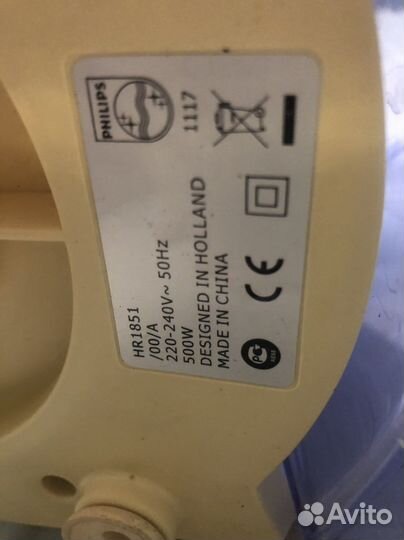 PHILIPS
1117
HR1851
/00/A
220-240V~ 50Hz
500W
DESIGNED IN HOLLAND
MADE IN CHINA
CE
Avito